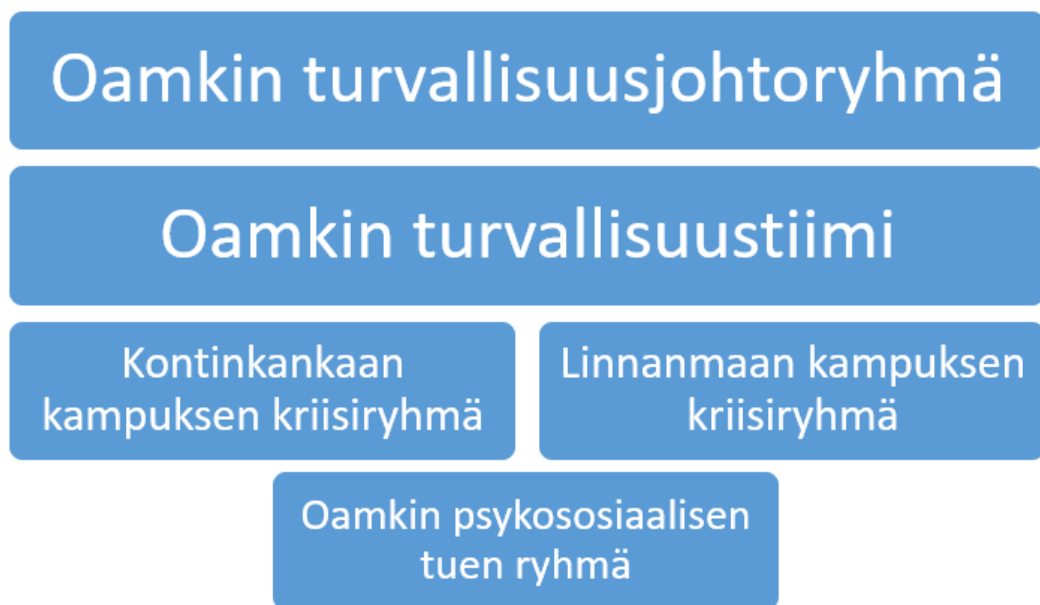 Oamkin turvallisuusjohtoryhmä
Oamkin turvallisuustiimi
Kontinkankaan
kampuksen kriisiryhmä
Linnanmaan kampuksen
kriisiryhmä
Oamkin psykososiaalisen
tuen ryhmä